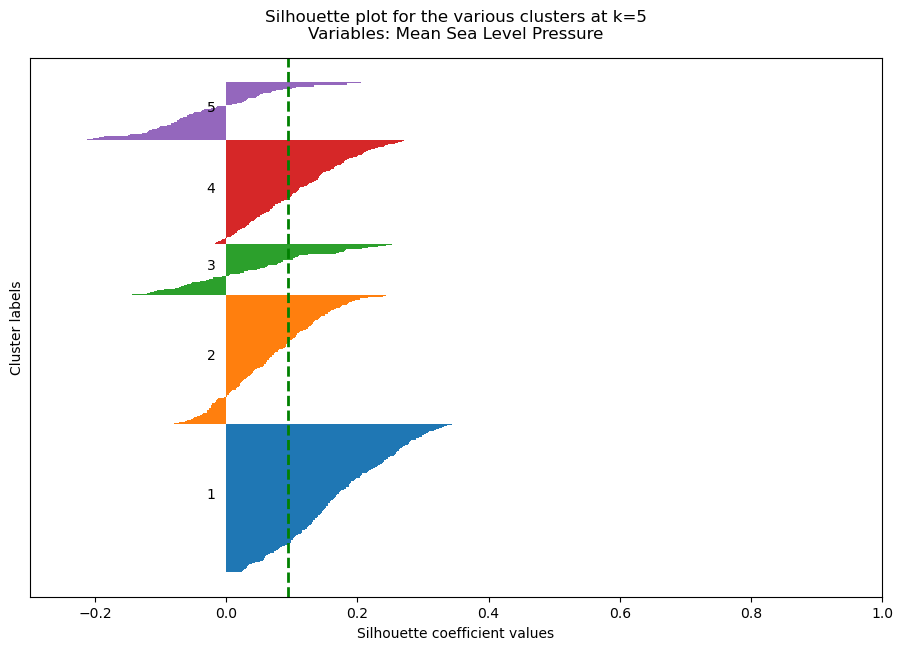 Silhouette plot for the various clusters at k=5
Variables: Mean Sea Level Pressure
Cluster labels
5
4
3
2
1
−0.2 0.0 0.2 0.4 0.6 0.8 1.0
Silhouette coefficient values